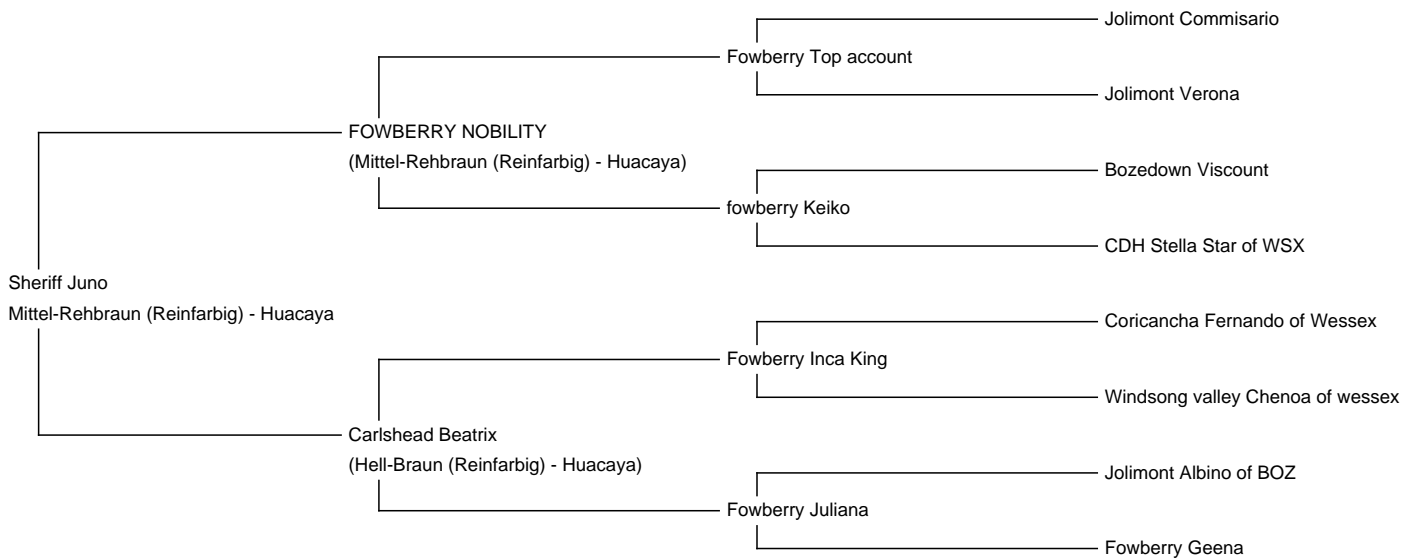 Jolimont Commisario
Fowberry Top account
Jolimont Verona
FOWBERRY NOBILITY
(Mittel-Rehbraun (Reinfarbig) - Huacaya)
Bozedown Viscount
fowberry Keiko
CDH Stella Star of WSX
Sheriff Juno
Mittel-Rehbraun (Reinfarbig) - Huacaya
Coricancha Fernando of Wessex
Fowberry Inca King
Windsong valley Chenoa of wessex
Carlshead Beatrix
(Hell-Braun (Reinfarbig) - Huacaya)
Jolimont Albino of BOZ
Fowberry Juliana
Fowberry Geena